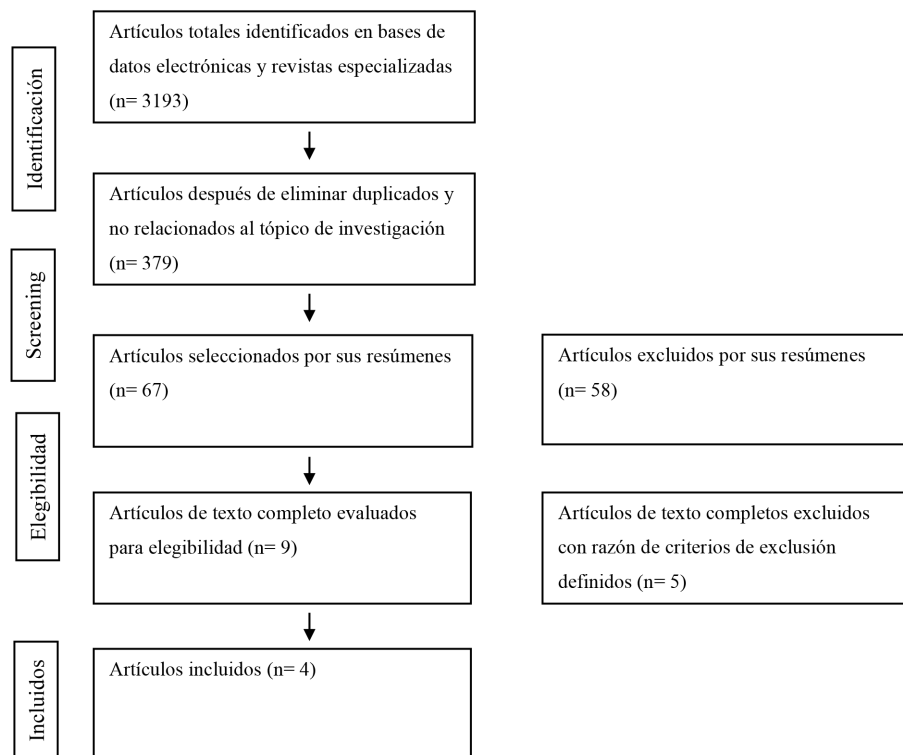 Identificación
Artículos totales identificados en bases de
datos electrónicas y revistas especializadas
(n= 3193)
Artículos después de eliminar duplicados y
no relacionados al tópico de investigación
(n= 379)
Screening
Artículos seleccionados por sus resúmenes
(n= 67)
Artículos excluidos por sus resúmenes
(n= 58)
Elegibilidad
Artículos de texto completo evaluados
para elegibilidad (n= 9)
Artículos de texto completos excluidos
con razón de criterios de exclusión
definidos (n= 5)
Incluidos
Artículos incluidos (n= 4)